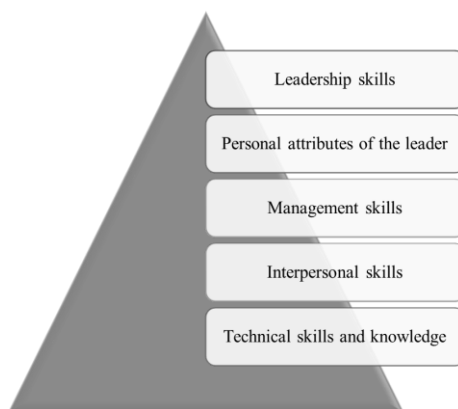 Leadership skills
Personal attributes of the leader
Management skills
Interpersonal skills
Technical skills and knowledge